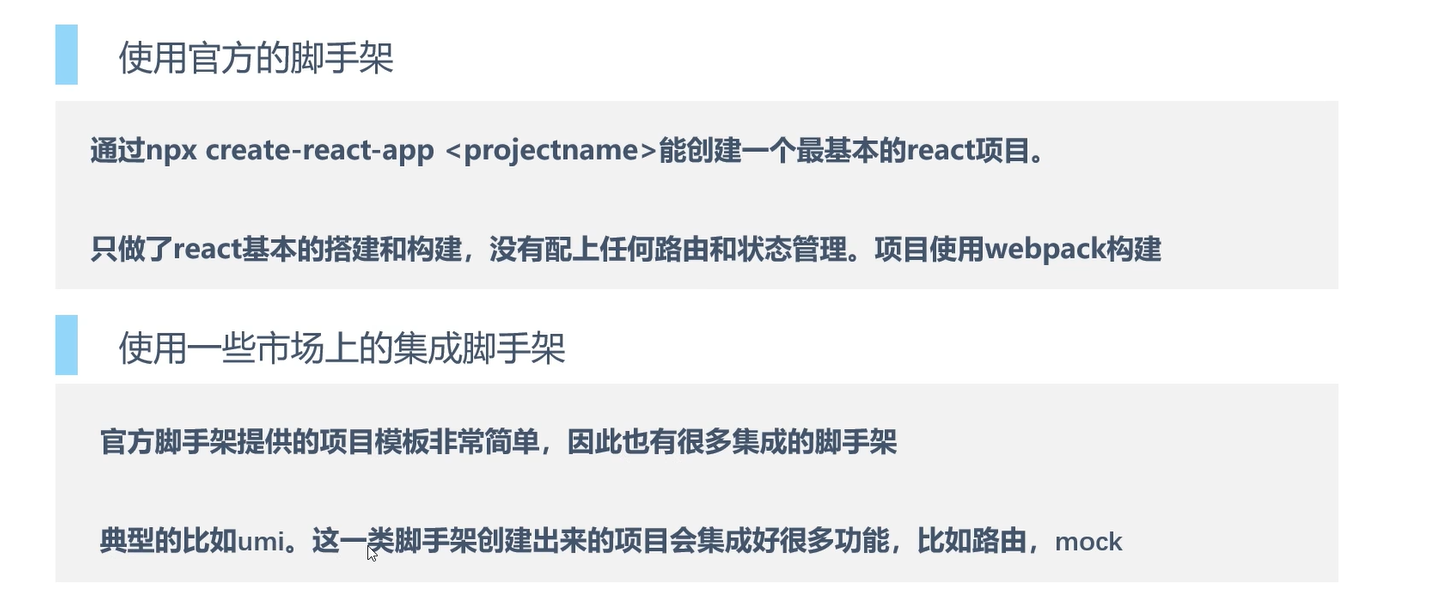 使用官方的脚手架
通过npx create-react-app <projectname>能创建一个最基本的react项目。
只做了react基本的搭建和构建，没有配上任何路由和状态管理。项目使用webpack构建
使用一些市场上的集成脚手架
官方脚手架提供的项目模板非常简单，因此也有很多集成的脚手架
典型的比如umi。这一类脚手架创建出来的项目会集成好很多功能，比如路由，mock